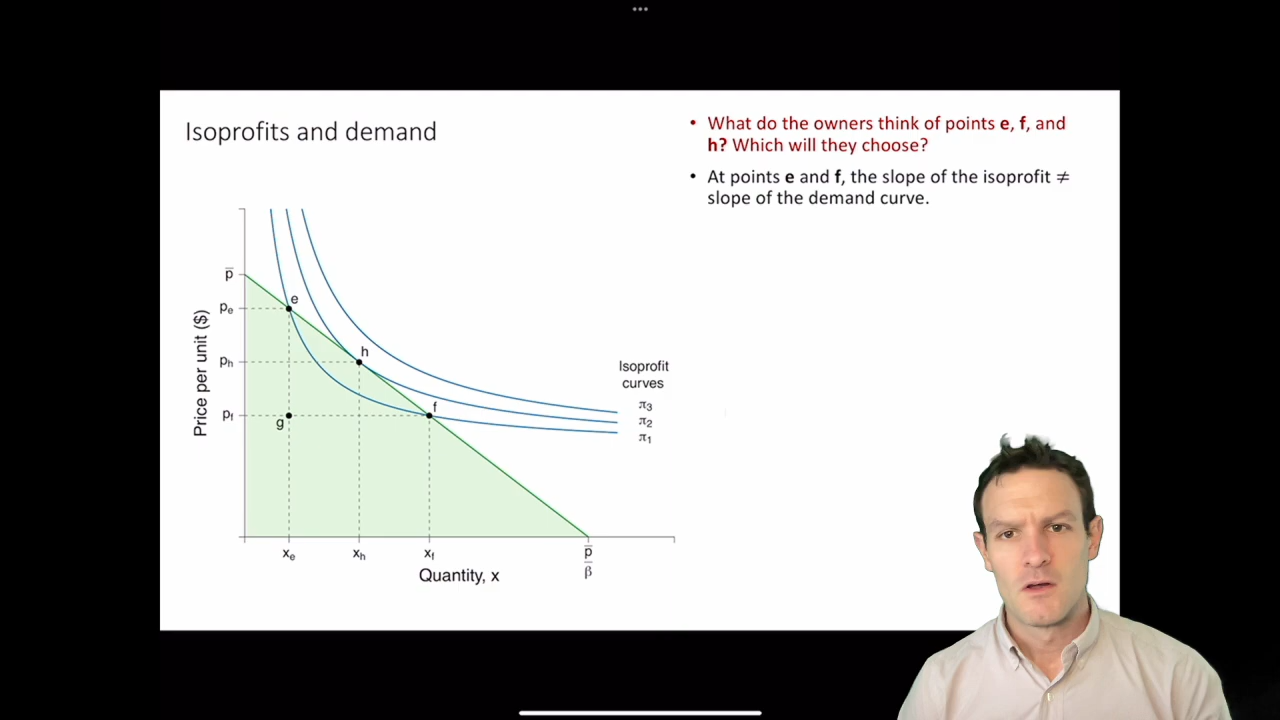 Isoprofits and demand
• What do the owners think of points e, f, and
h? Which will they choose?
• At points e and f, the slope of the isoprofit ≠
slope of the demand curve.
Price per unit ($)
p̅
pₑ
pₕ
p_f
e
h
f
g
Isoprofit
curves
π₃
π₂
π₁
xₑ
xₕ
x_f
p̅
β
Quantity, x